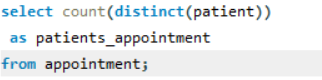 select count(distinct(patient))
as patients_appointment
from appointment;